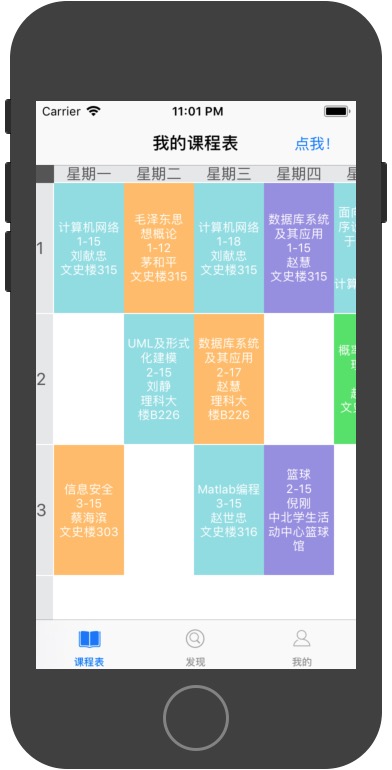 Carrier 11:01 PM
我的课程表 点我!
星期一 星期二 星期三 星期四
1
计算机网络
1-15
刘献忠
文史楼315
毛泽东思
想概论
1-12
茅和平
文史楼315
计算机网络
1-18
刘献忠
文史楼315
数据库系统
及其应用
1-15
赵慧
文史楼315
面向
序设
于
计算
2
UML及形式
化建模
2-15
刘静
理科大
楼B226
数据库系统
及其应用
2-17
赵慧
理科大
楼B226
概率
文史
3
信息安全
3-15
蔡海滨
文史楼303
Matlab编程
3-15
赵世忠
文史楼316
篮球
2-15
倪刚
中北学生活
动中心篮球
馆
课程表 发现 我的